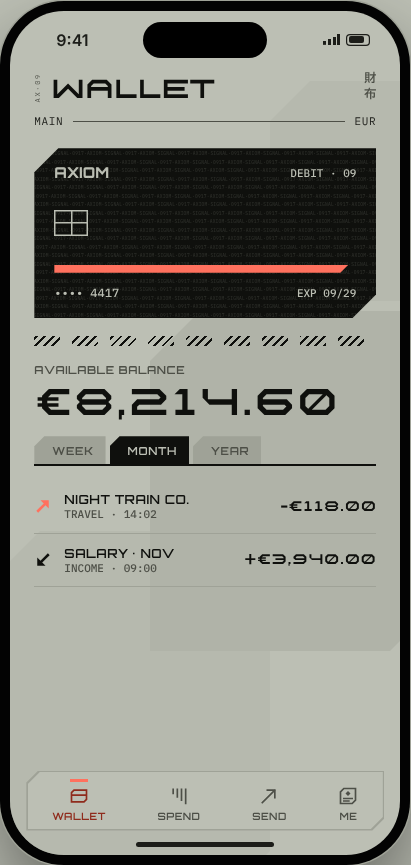 9:41
AX·09
WALLET
財布
MAIN
EUR
AXIOM
DEBIT · 09
•••• 4417
EXP 09/29
AVAILABLE BALANCE
€8,214.60
WEEK
MONTH
YEAR
NIGHT TRAIN CO.
-€118.00
TRAVEL · 14:02
SALARY · NOV
+€3,940.00
INCOME · 09:00
WALLET
SPEND
SEND
ME